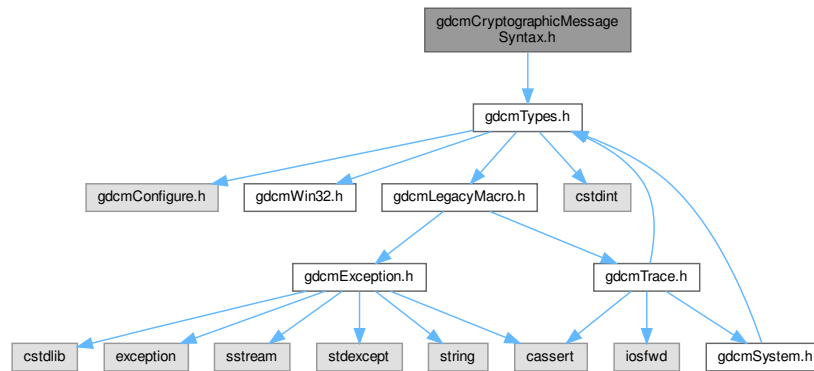 gdcmCryptographicMessage
Syntax.h
gdcmTypes.h
gdcmConfigure.h
gdcmWin32.h
gdcmLegacyMacro.h
cstdint
gdcmException.h
gdcmTrace.h
cstdlib
exception
sstream
stdexcept
string
cassert
iosfwd
gdcmSystem.h